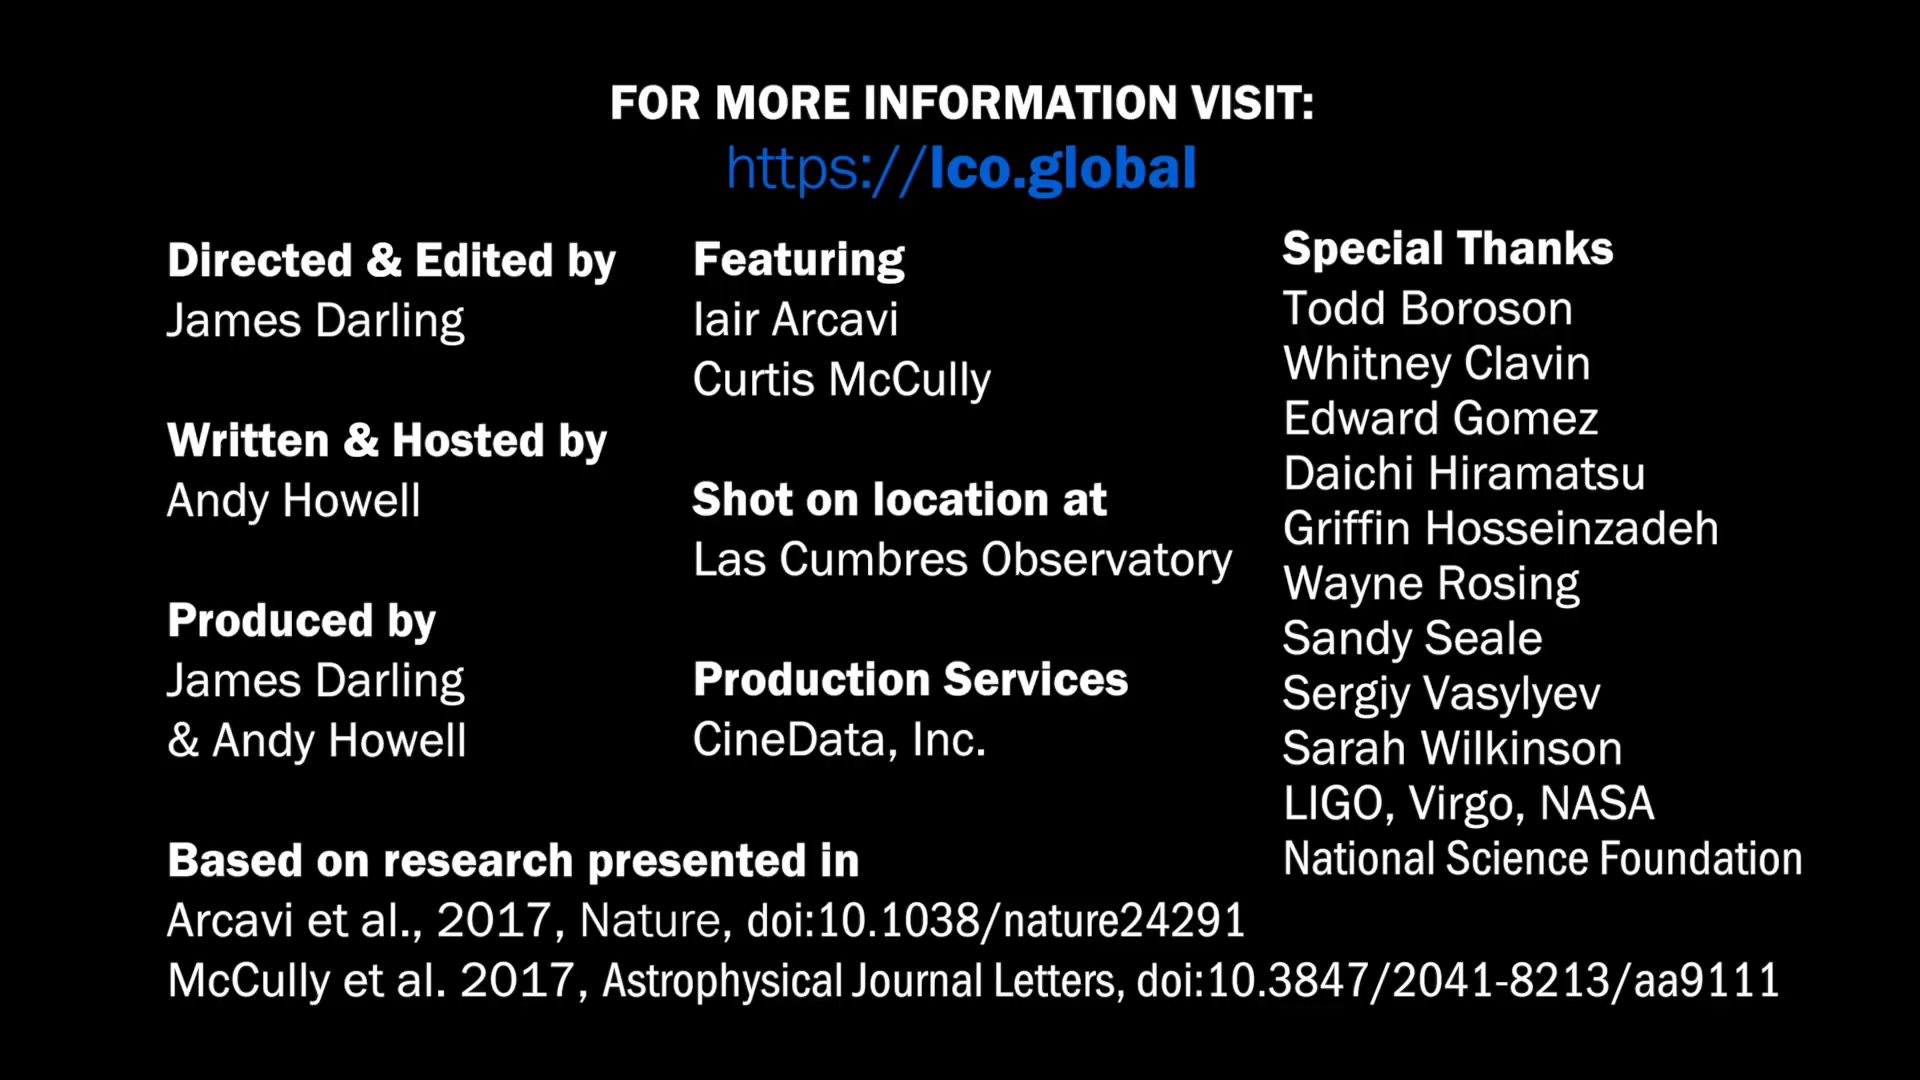 FOR MORE INFORMATION VISIT:
https://lco.global
Directed & Edited by
James Darling
Written & Hosted by
Andy Howell
Produced by
James Darling
& Andy Howell
Featuring
Iair Arcavi
Curtis McCully
Shot on location at
Las Cumbres Observatory
Production Services
CineData, Inc.
Special Thanks
Todd Boroson
Whitney Clavin
Edward Gomez
Daichi Hiramatsu
Griffin Hosseinzadeh
Wayne Rosing
Sandy Seale
Sergiy Vasylyev
Sarah Wilkinson
LIGO, Virgo, NASA
National Science Foundation
Based on research presented in
Arcavi et al., 2017, Nature, doi:10.1038/nature24291
McCully et al. 2017, Astrophysical Journal Letters, doi:10.3847/2041-8213/aa9111